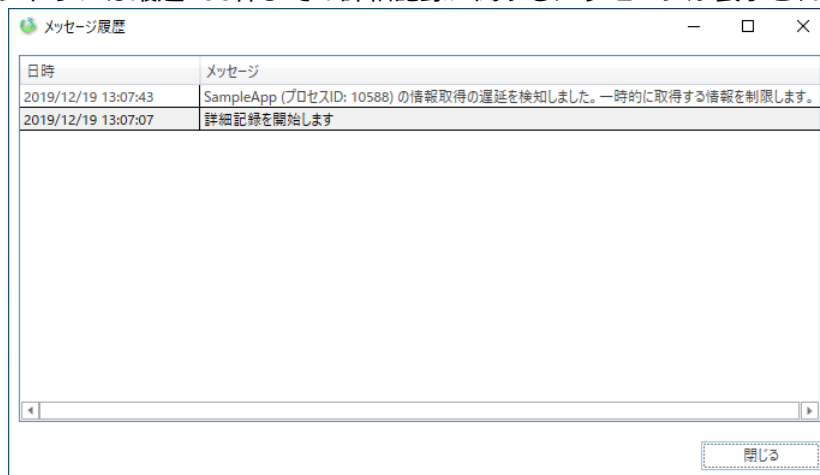 メッセージ履歴
日時 メッセージ
2019/12/19 13:07:43 SampleApp (プロセスID: 10588) の情報取得の遅延を検知しました。一時的に取得する情報を制限します。
2019/12/19 13:07:07 詳細記録を開始します
閉じる